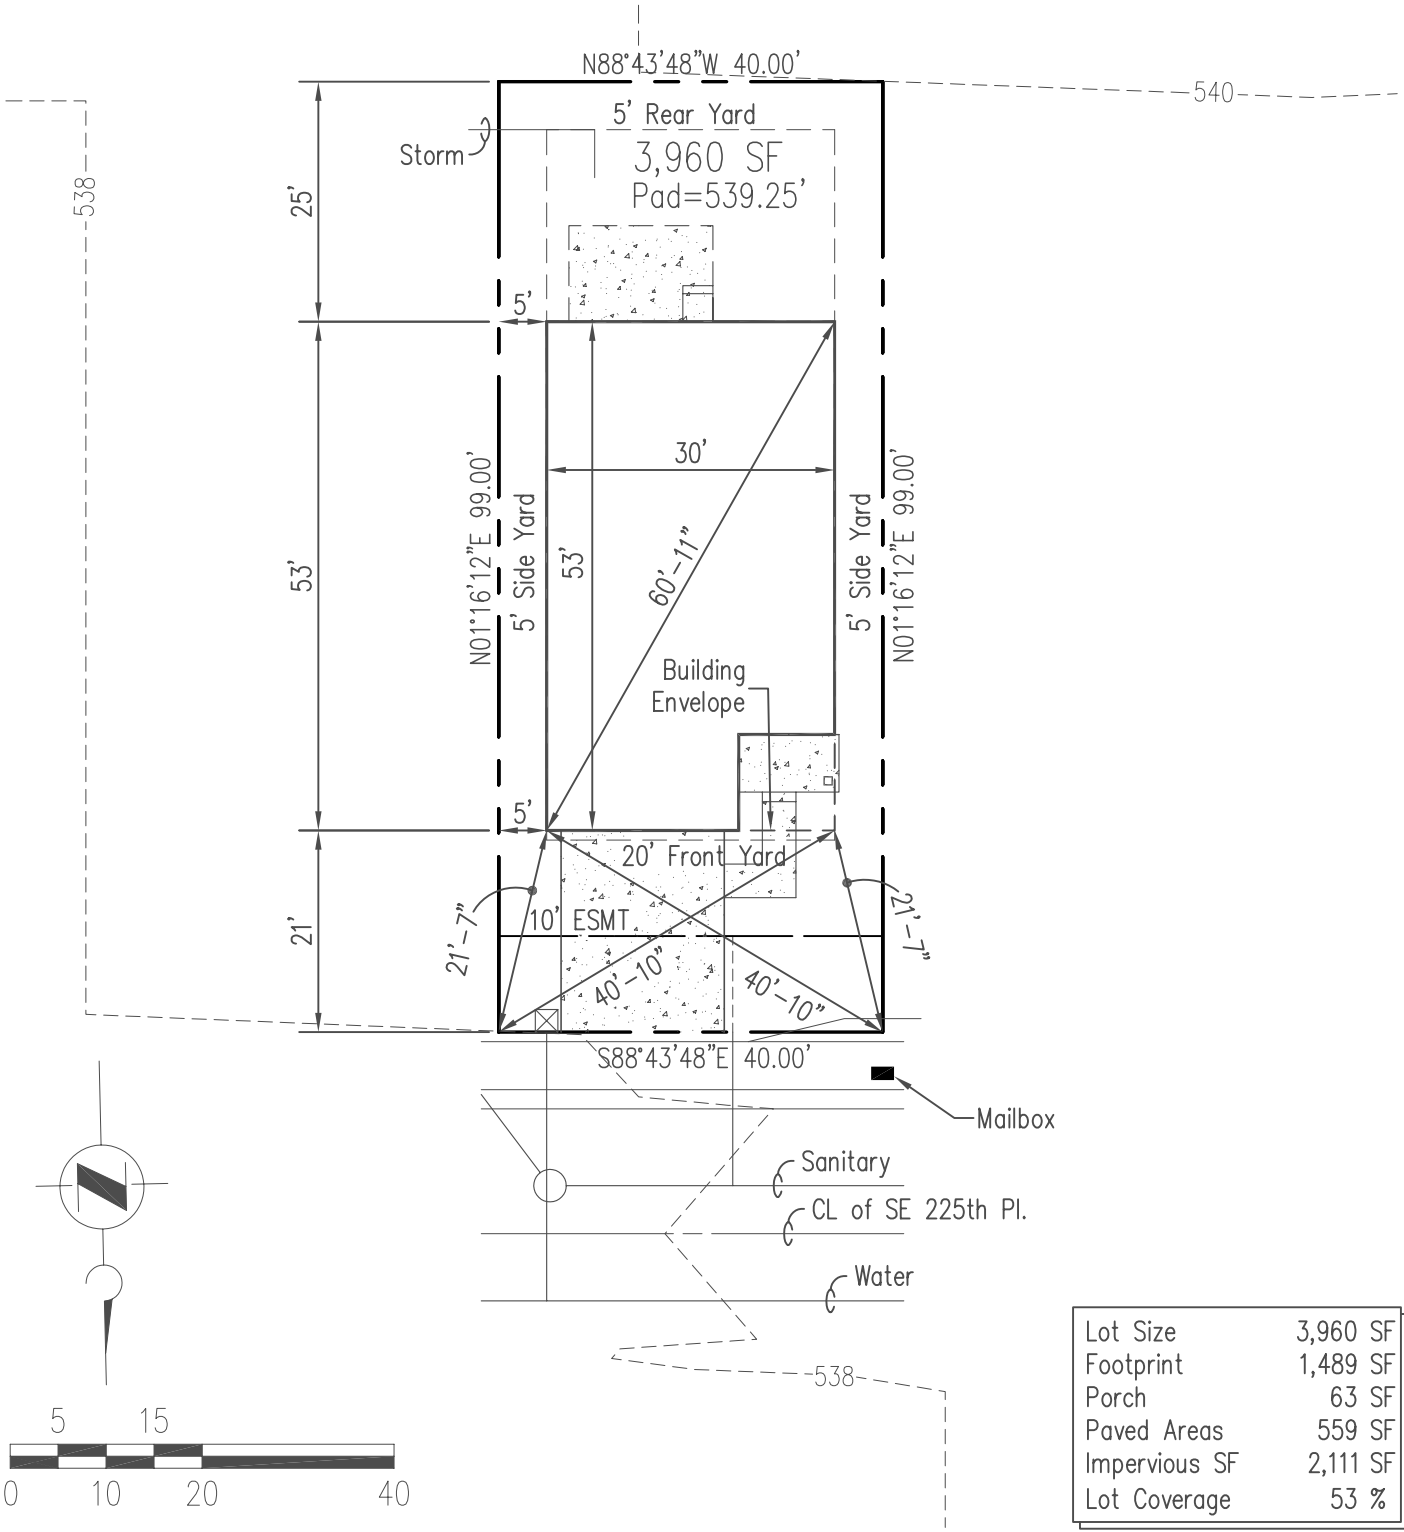 N88°43'48"W 40.00'
540
5' Rear Yard
Storm
3,960 SF
Pad=539.25'
538
25'
5'
30'
N01°16'12"E 99.00'
5' Side Yard
53'
53'
60'-11"
5' Side Yard
N01°16'12"E 99.00'
Building
Envelope
5'
20' Front Yard
21'-7"
21'
10' ESMT
21'-7"
40'-10"
40'-10"
S88°43'48"E 40.00'
Mailbox
Sanitary
CL of SE 225th Pl.
Water
538
5 15
0 10 20 40
Lot Size 3,960 SF
Footprint 1,489 SF
Porch 63 SF
Paved Areas 559 SF
Impervious SF 2,111 SF
Lot Coverage 53 %